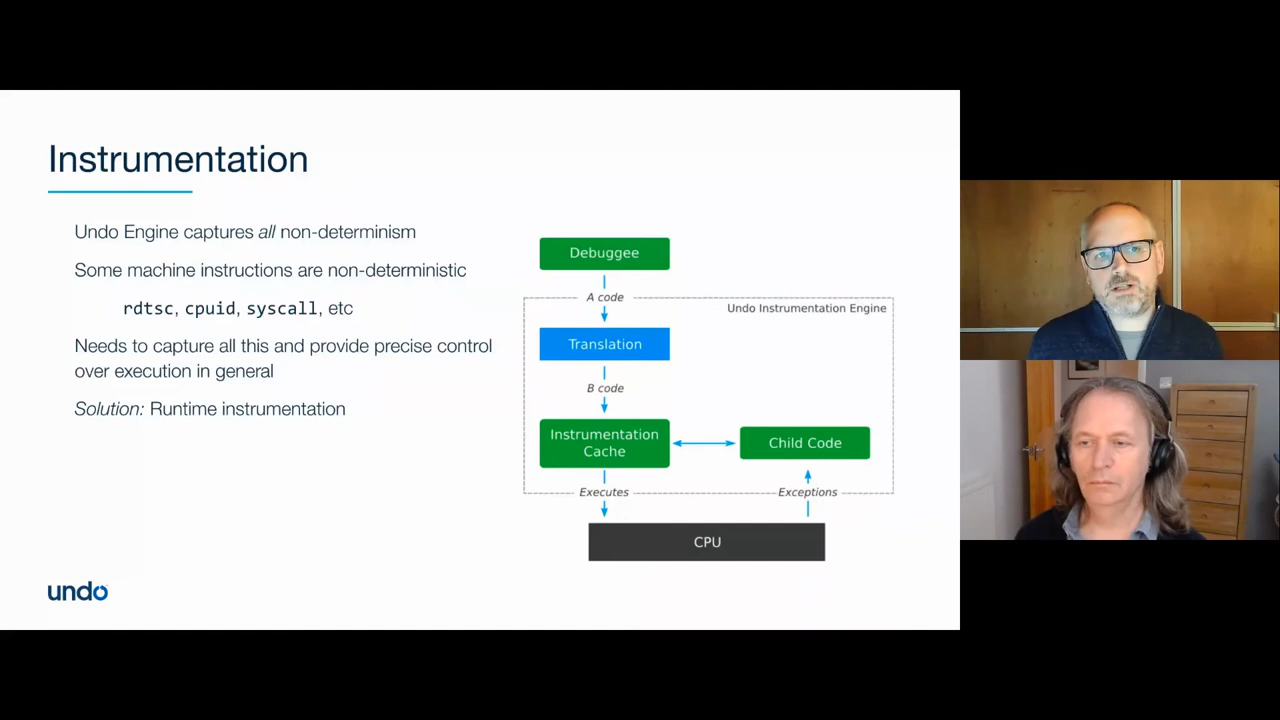 Instrumentation
Undo Engine captures all non-determinism
Some machine instructions are non-deterministic
rdtsc, cpuid, syscall, etc
Needs to capture all this and provide precise control
over execution in general
Solution: Runtime instrumentation
Debuggee
A code
Undo Instrumentation Engine
Translation
B code
Instrumentation
Cache
Child Code
Executes
Exceptions
CPU
undo